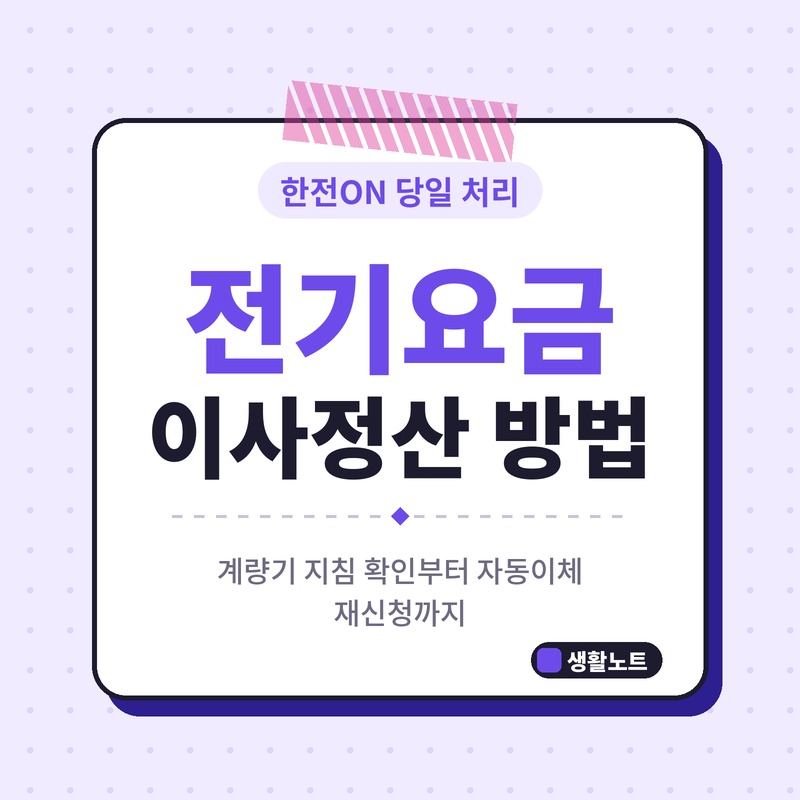 한전ON 당일 처리
전기요금
이사정산 방법
계량기 지침 확인부터 자동이체
재신청까지
생활노트